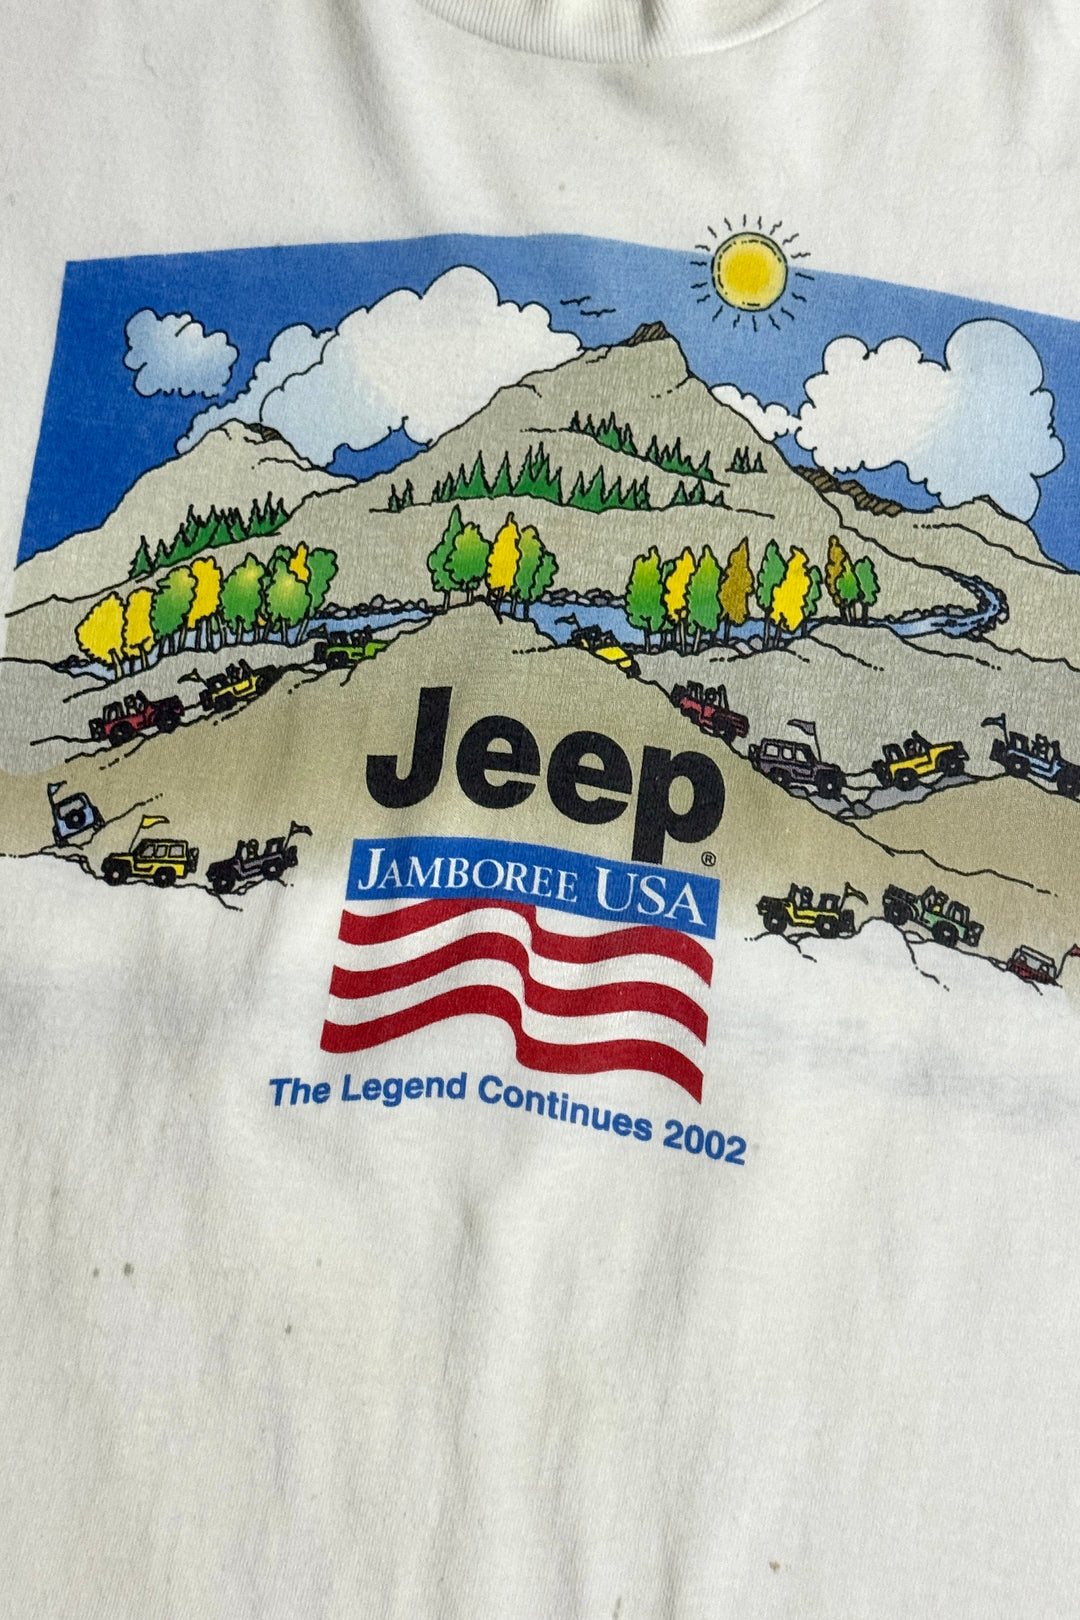 Jeep®
JAMBOREE USA
The Legend Continues 2002